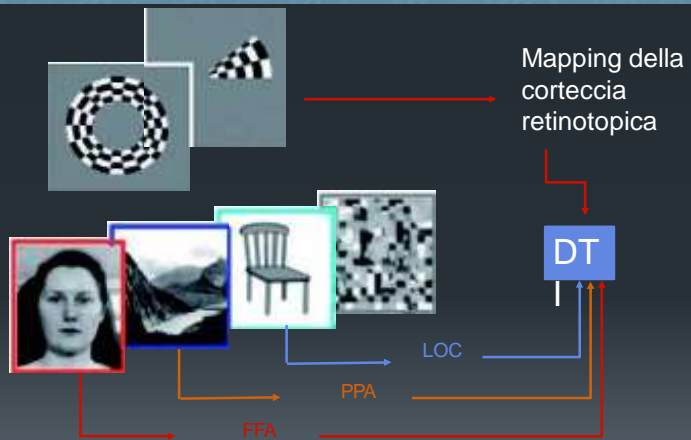 Mapping della
corteccia
retinotopica
DT
I
LOC
PPA
FFA